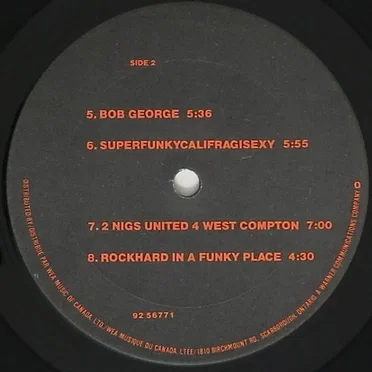 SIDE 2
5. BOB GEORGE 5:36
6. SUPERFUNKYCALIFRAGISEXY 5:55
7. 2 NIGS UNITED 4 WEST COMPTON 7:00
8. ROCKHARD IN A FUNKY PLACE 4:30
92 56771
DISTRIBUTED BY/DISTRIBUE PAR WEA MUSIC OF CANADA, LTD./WEA MUSIQUE DU CANADA, LTEE/1810 BIRCHMOUNT RD., SCARBOROUGH, ONTARIO A WARNER COMMUNICATIONS COMPANY